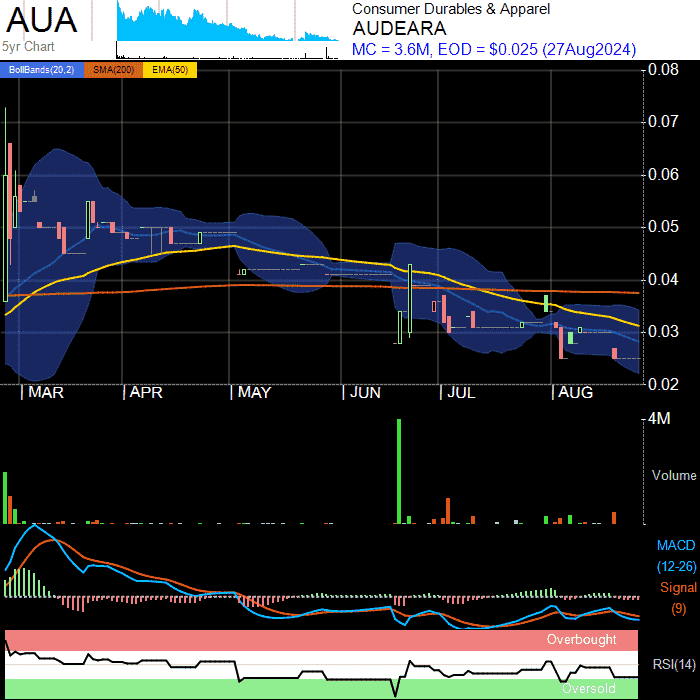 AUA
5yr Chart
Consumer Durables & Apparel
AUDEARA
MC = 3.6M, EOD = $0.025 (27Aug2024)
BollBands(20,2) SMA(200) EMA(50)
0.08
0.07
0.06
0.05
0.04
0.03
0.02
MAR APR MAY JUN JUL AUG
4M
Volume
MACD
(12-26)
Signal
(9)
Overbought
RSI(14)
Oversold